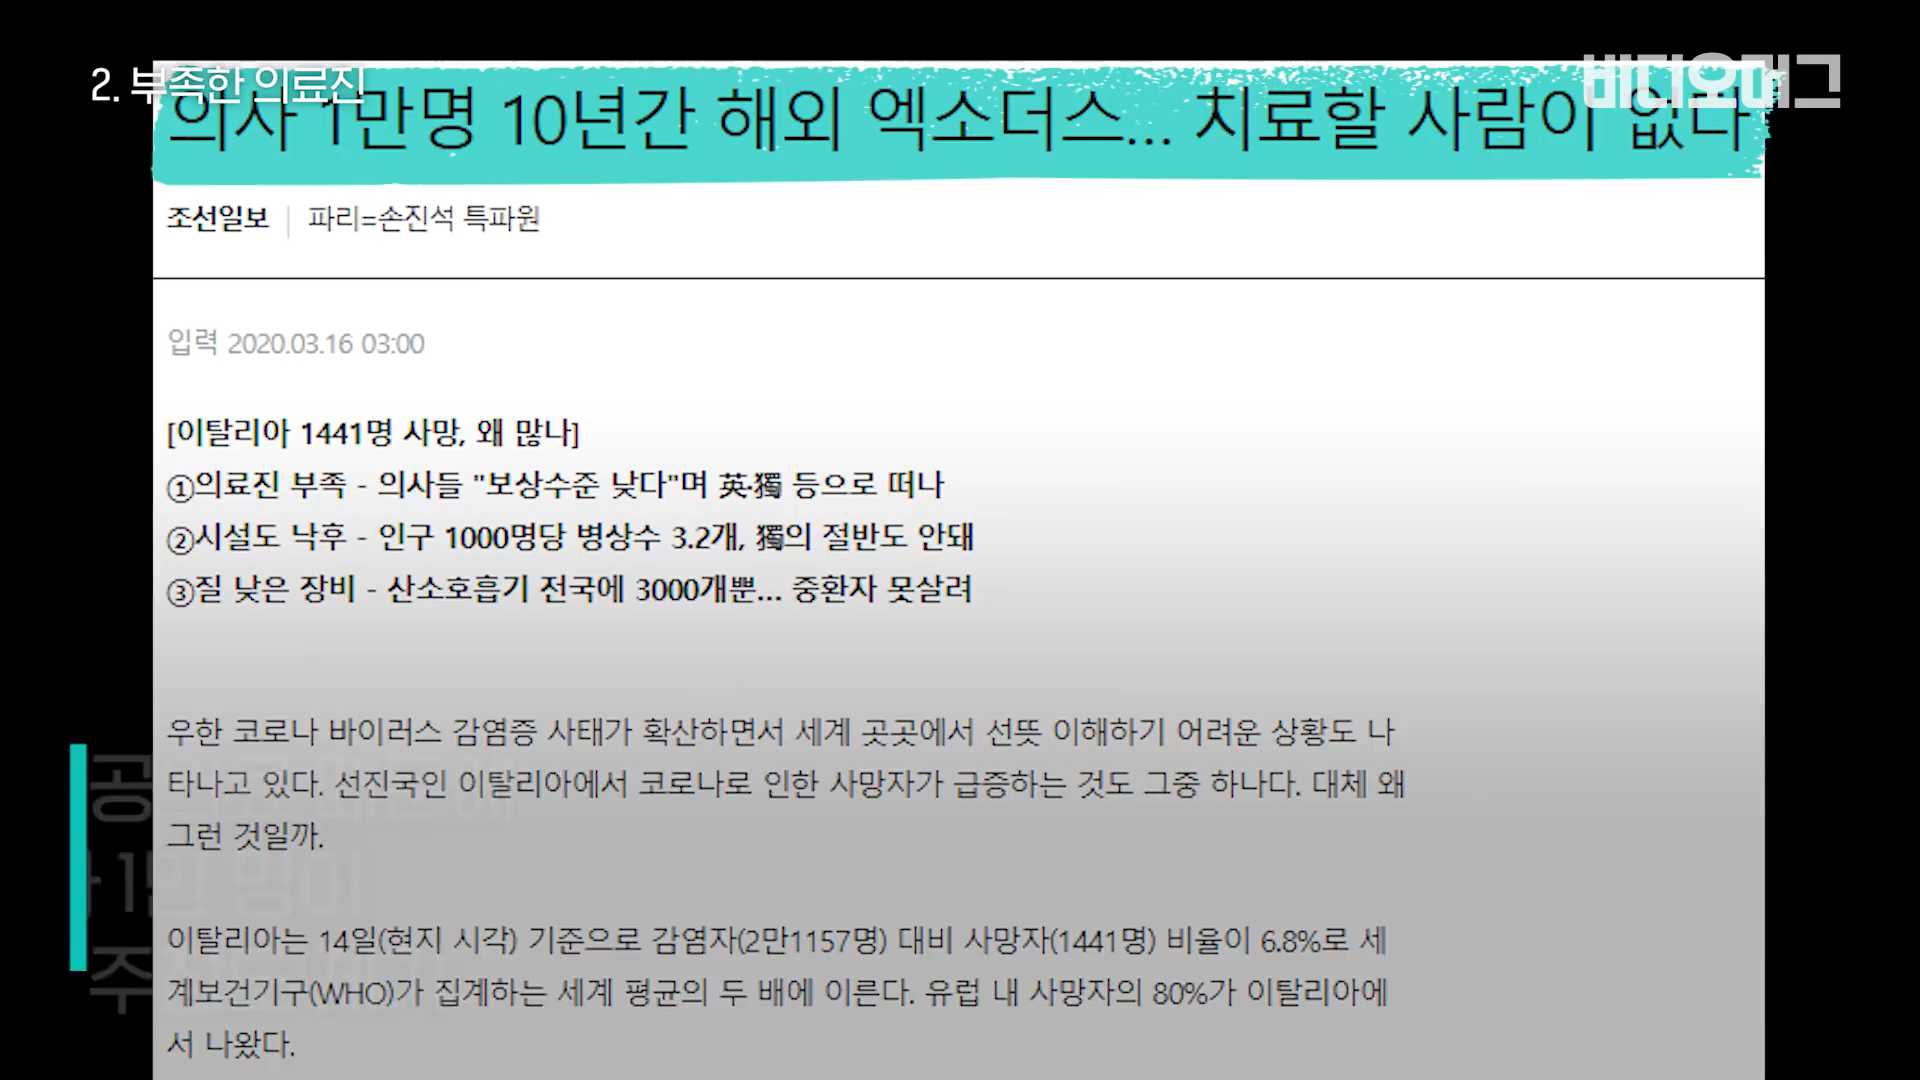 2. 부족한 의료진
비디오머그
의사 1만명 10년간 해외 엑소더스... 치료할 사람이 없다
조선일보 | 파리=손진석 특파원
입력 2020.03.16 03:00
[이탈리아 1441명 사망, 왜 많나]
①의료진 부족 - 의사들 "보상수준 낮다"며 英·獨 등으로 떠나
②시설도 낙후 - 인구 1000명당 병상수 3.2개, 獨의 절반도 안돼
③질 낮은 장비 - 산소호흡기 전국에 3000개뿐... 중환자 못살려
우한 코로나 바이러스 감염증 사태가 확산하면서 세계 곳곳에서 선뜻 이해하기 어려운 상황도 나
타나고 있다. 선진국인 이탈리아에서 코로나로 인한 사망자가 급증하는 것도 그중 하나다. 대체 왜
그런 것일까.
이탈리아는 14일(현지 시각) 기준으로 감염자(2만1157명) 대비 사망자(1441명) 비율이 6.8%로 세
계보건기구(WHO)가 집계하는 세계 평균의 두 배에 이른다. 유럽 내 사망자의 80%가 이탈리아에
서 나왔다.